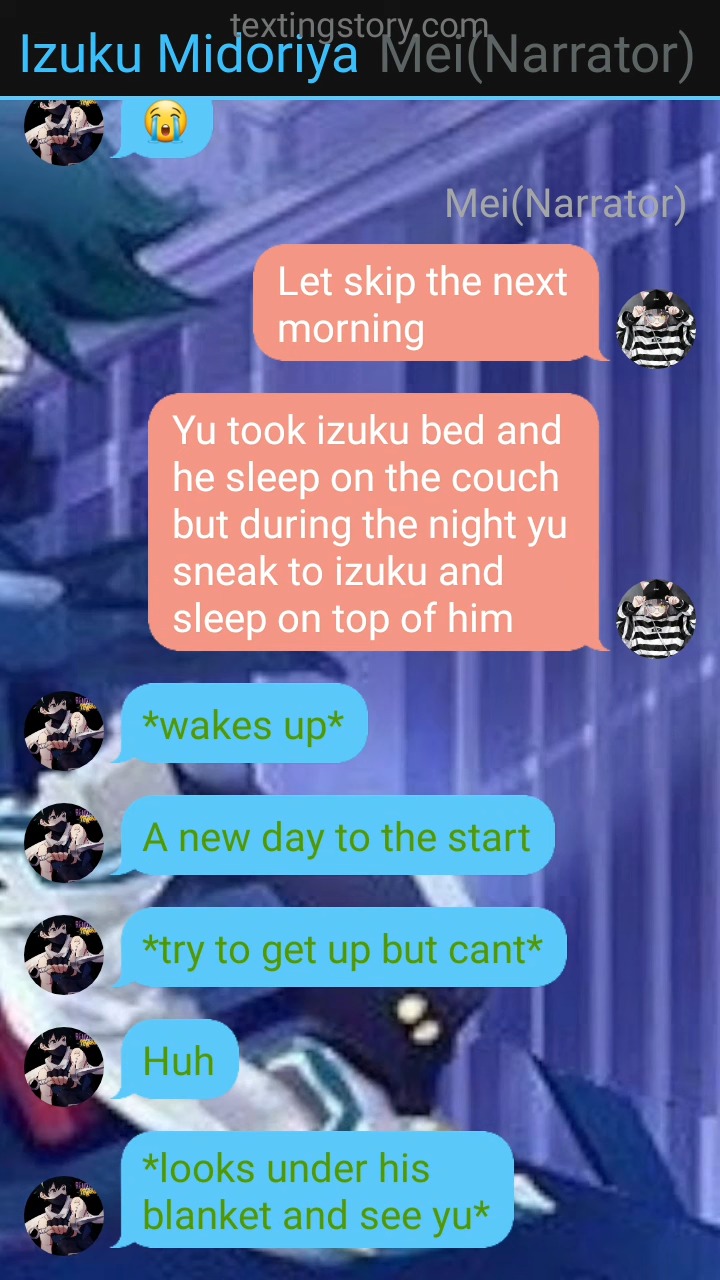 textingstory.com
Izuku Midoriya Mei(Narrator)
😭
Mei(Narrator)
Let skip the next
morning
Yu took izuku bed and
he sleep on the couch
but during the night yu
sneak to izuku and
sleep on top of him
*wakes up*
A new day to the start
*try to get up but cant*
Huh
*looks under his
blanket and see yu*